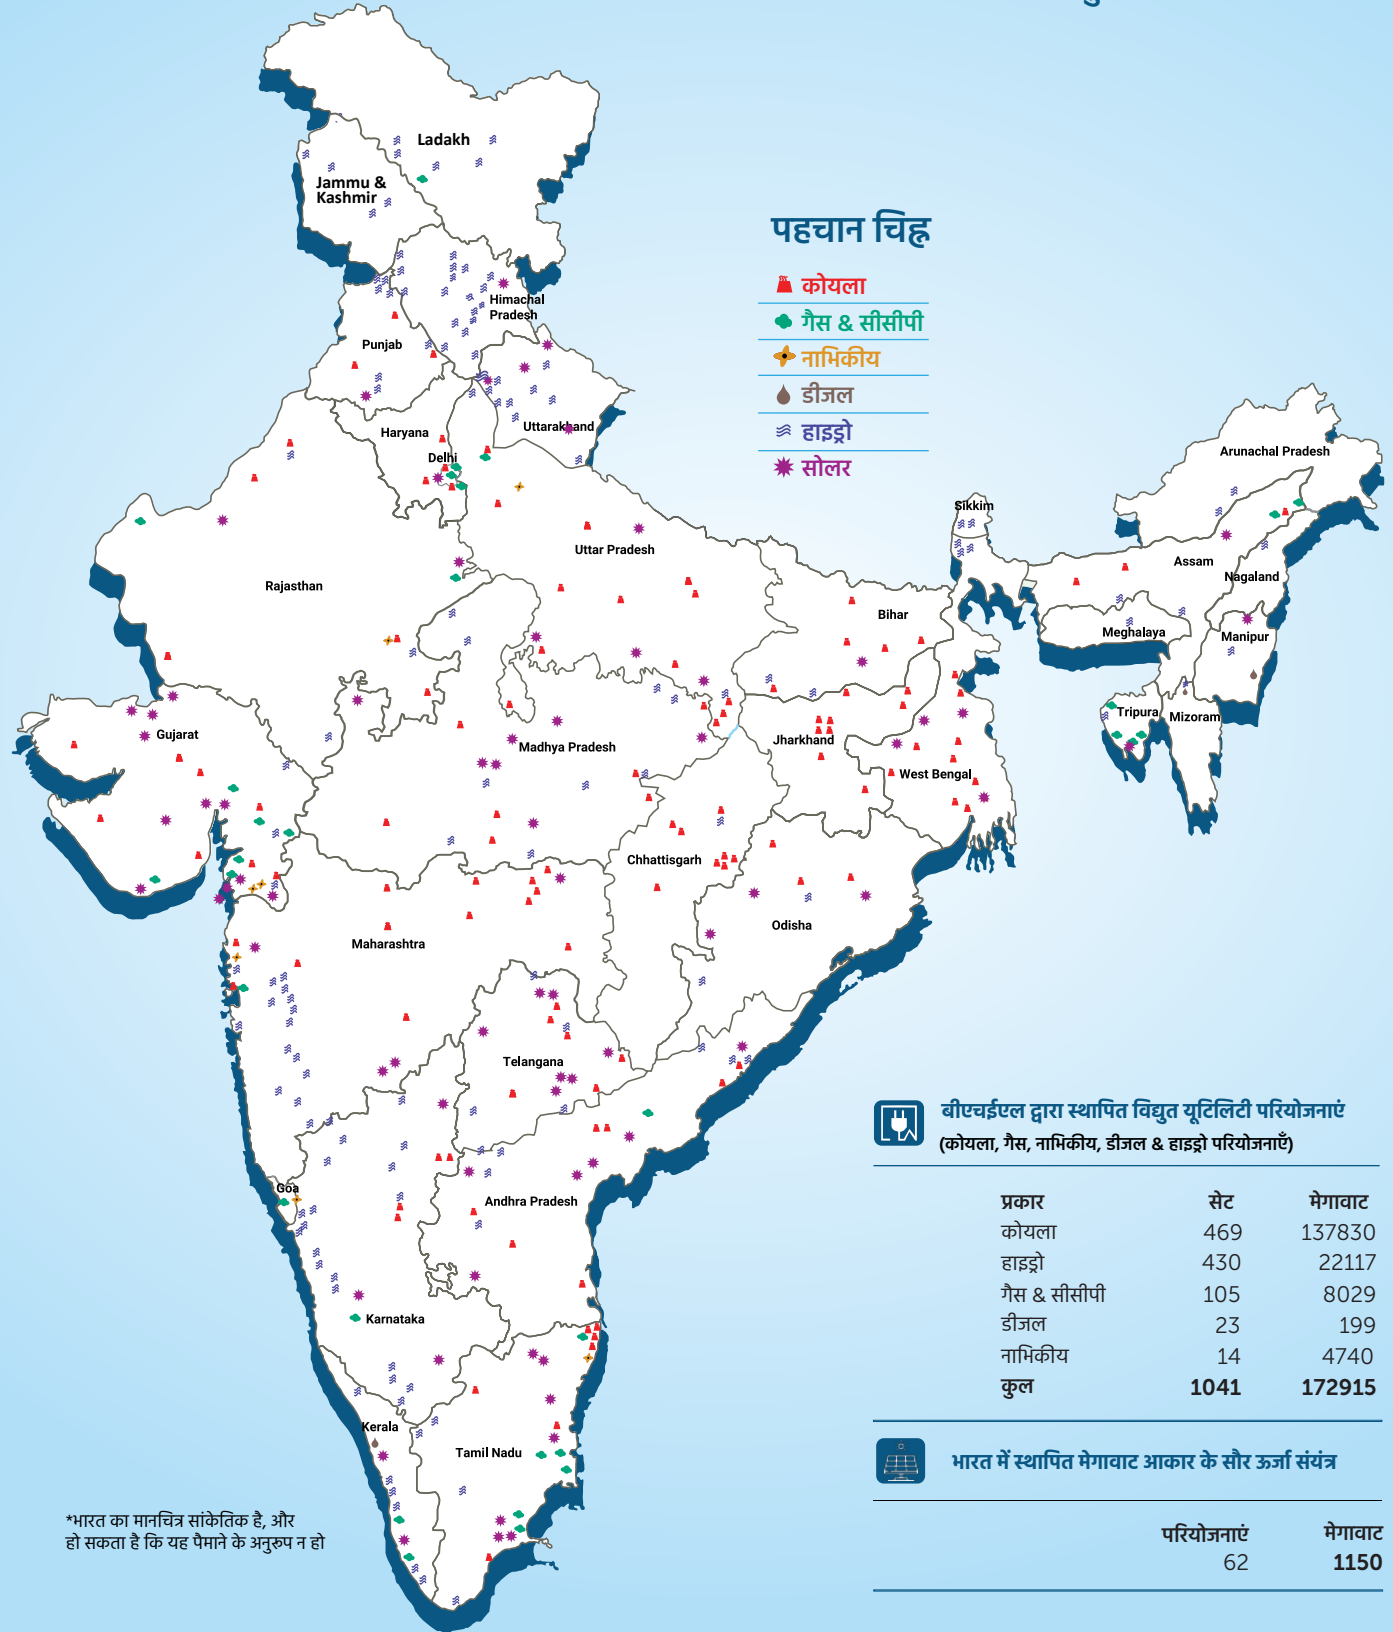 Ladakh
Jammu &
Kashmir
पहचान चिह्न
कोयला
गैस & सीसीपी
नाभिकीय
डीजल
हाइड्रो
सोलर
Himachal
Pradesh
Punjab
Haryana
Uttarakhand
Delhi
Arunachal Pradesh
Sikkim
Uttar Pradesh
Assam
Nagaland
Rajasthan
Bihar
Meghalaya
Manipur
Tripura
Mizoram
Gujarat
Madhya Pradesh
Jharkhand
West Bengal
Chhattisgarh
Odisha
Maharashtra
Telangana
Goa
Andhra Pradesh
Karnataka
Kerala
Tamil Nadu
बीएचईएल द्वारा स्थापित विद्युत यूटिलिटी परियोजनाएं
(कोयला, गैस, नाभिकीय, डीजल & हाइड्रो परियोजनाएँ)
प्रकार सेट मेगावाट
कोयला 469 137830
हाइड्रो 430 22117
गैस & सीसीपी 105 8029
डीजल 23 199
नाभिकीय 14 4740
कुल 1041 172915
भारत में स्थापित मेगावाट आकार के सौर ऊर्जा संयंत्र
परियोजनाएं मेगावाट
62 1150
*भारत का मानचित्र सांकेतिक है, और
हो सकता है कि यह पैमाने के अनुरूप न हो